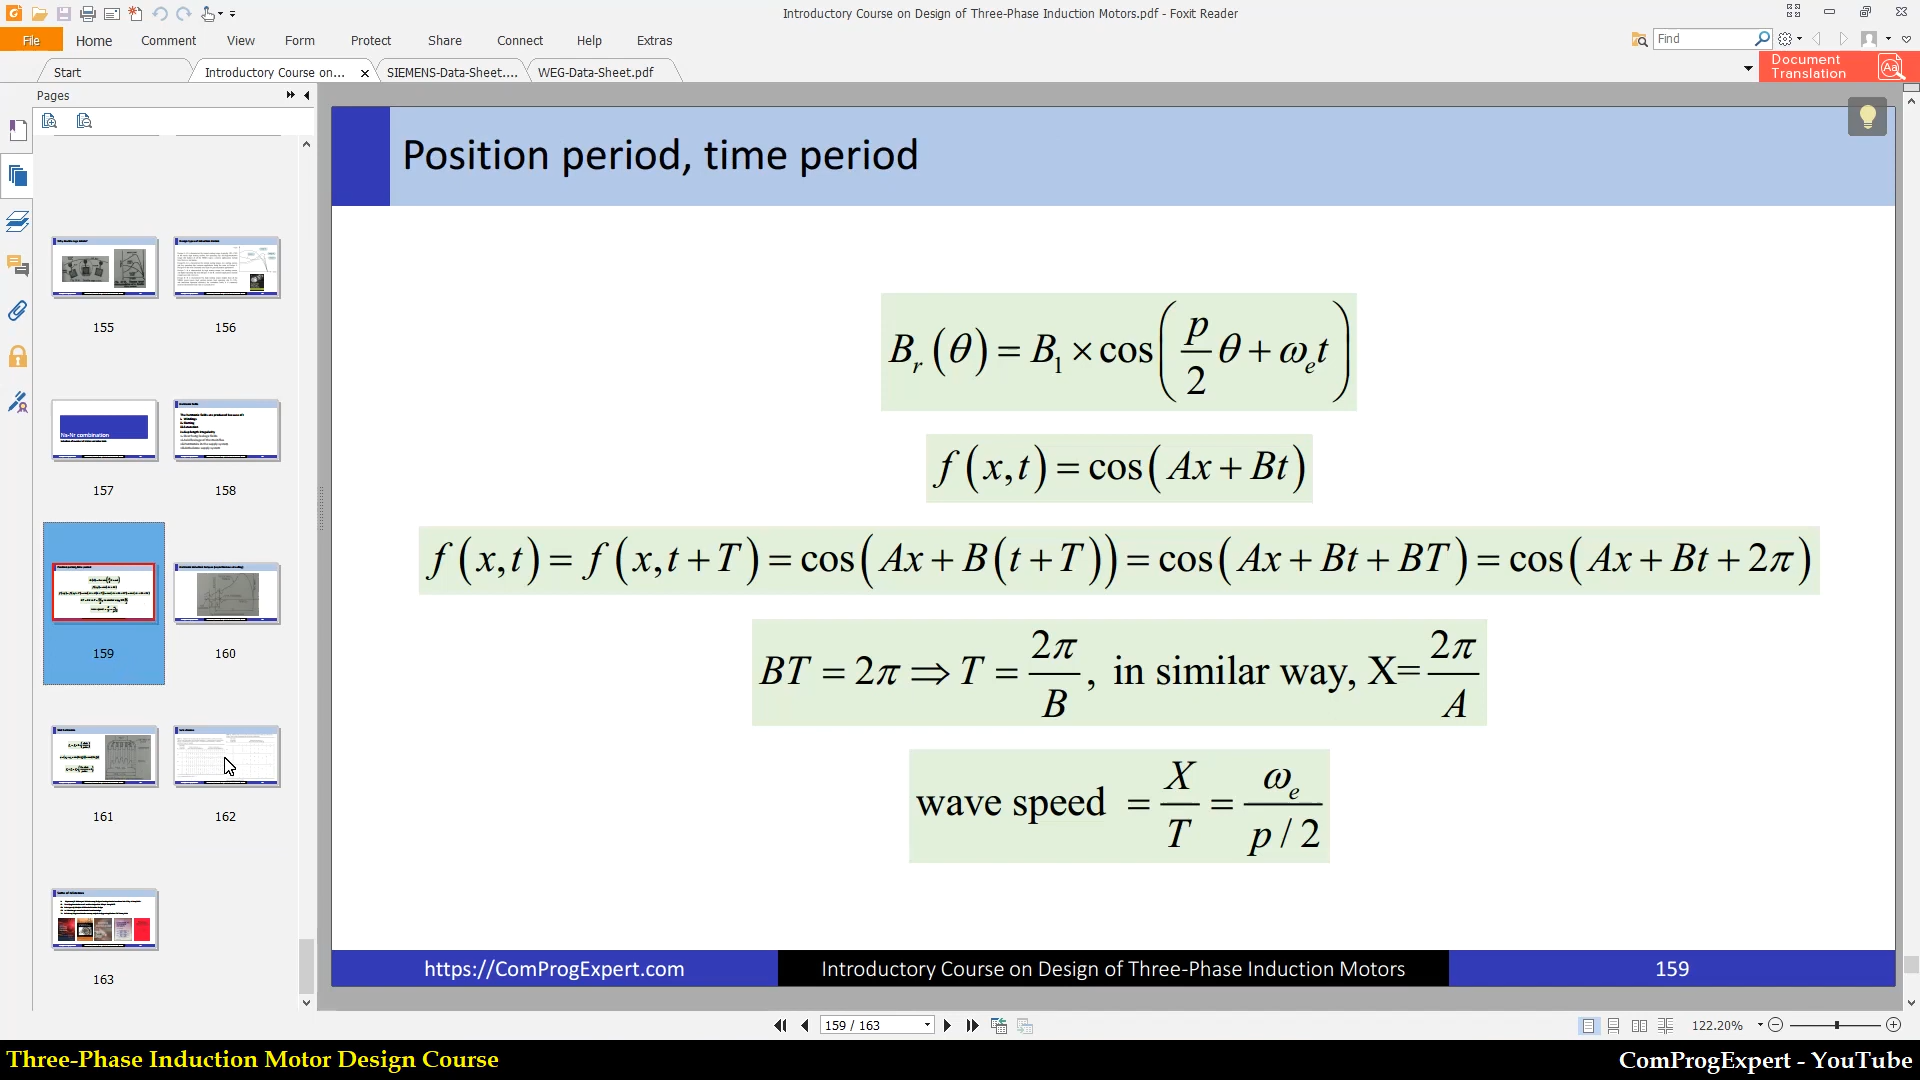 Introductory Course on Design of Three-Phase Induction Motors.pdf - Foxit Reader
File Home Comment View Form Protect Share Connect Help Extras
Find
Start Introductory Course on... SIEMENS-Data-Sheet.... WEG-Data-Sheet.pdf
Document Translation
Pages
Position period, time period
B_r(θ) = B_1 × cos(p/2 θ + ω_e t)
f(x,t) = cos(Ax + Bt)
f(x,t) = f(x,t+T) = cos(Ax + B(t+T)) = cos(Ax + Bt + BT) = cos(Ax + Bt + 2π)
BT = 2π ⇒ T = 2π/B, in similar way, X= 2π/A
wave speed = X/T = ω_e/(p/2)
https://ComProgExpert.com Introductory Course on Design of Three-Phase Induction Motors 159
155 156
Ns-Nr combination
157 158
159 160
161 162
163
159 / 163
122.20%
Three-Phase Induction Motor Design Course
ComProgExpert - YouTube